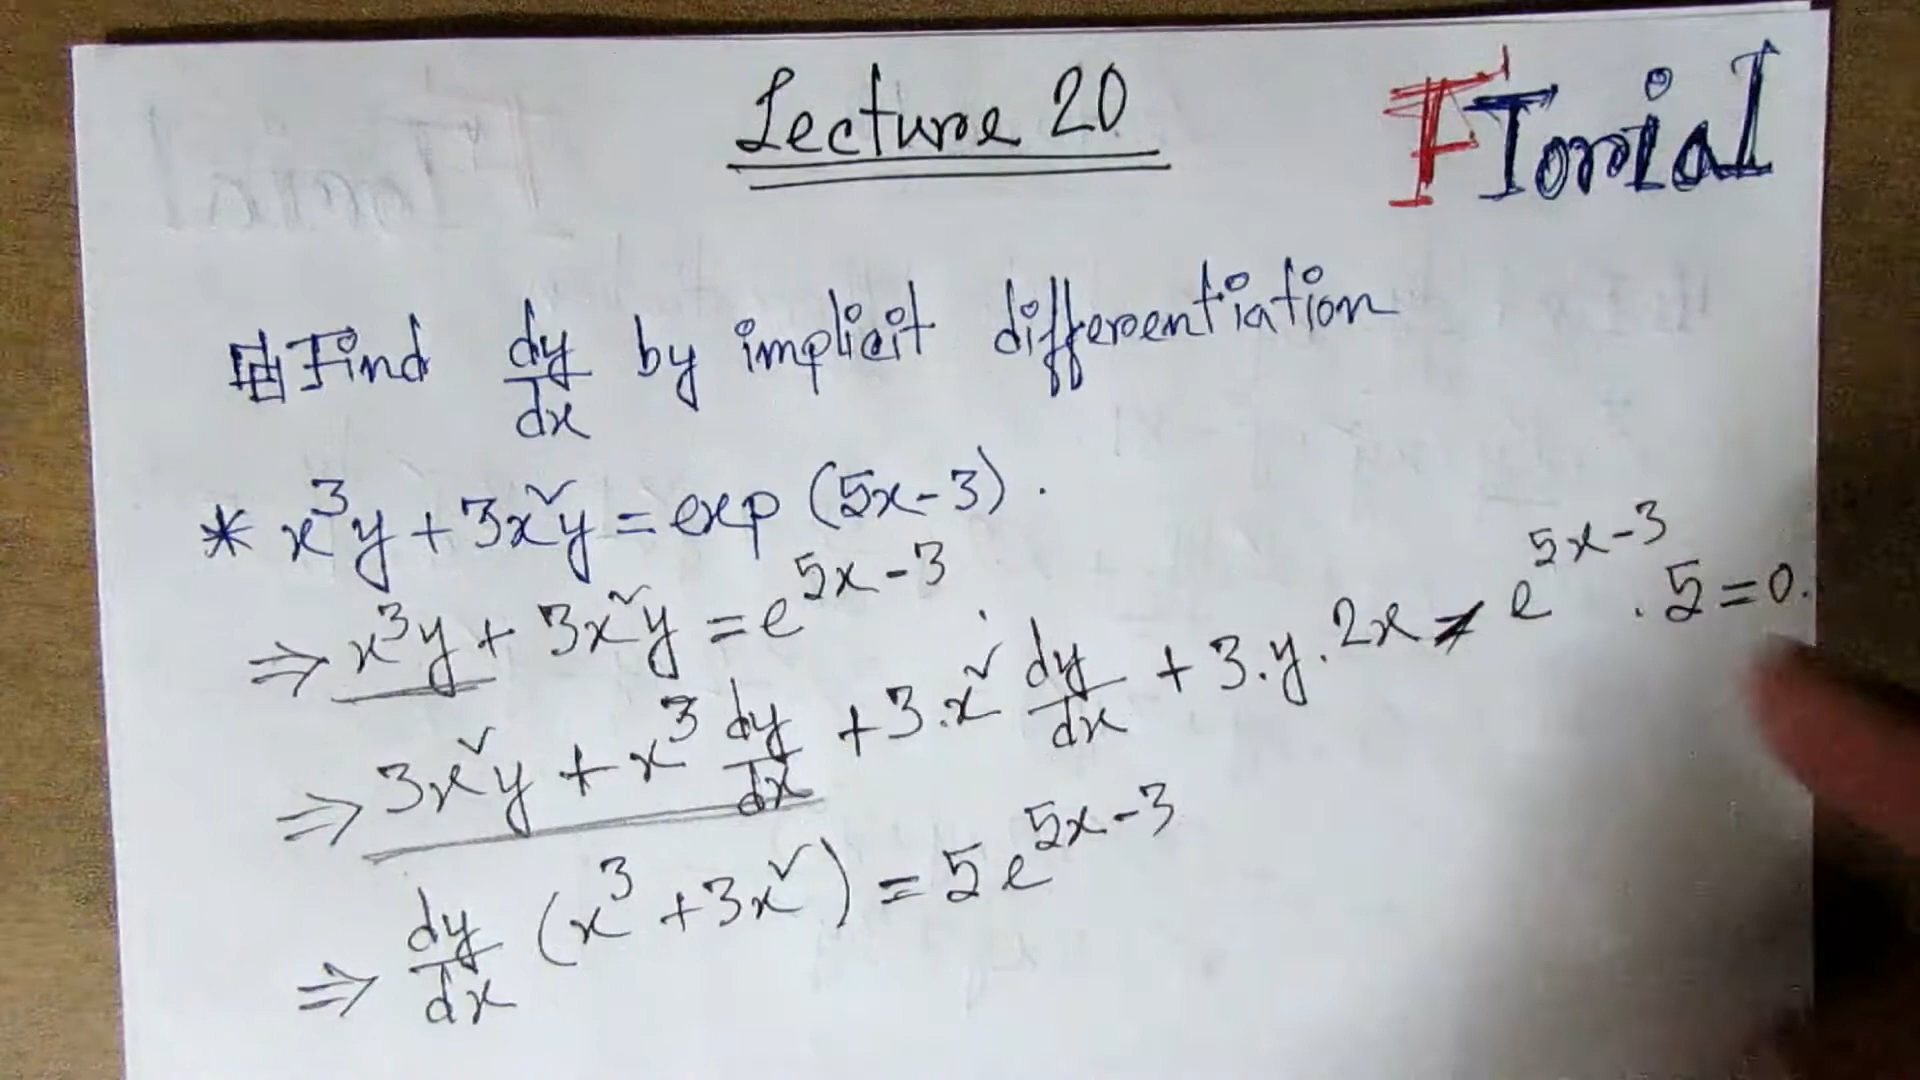 Lecture 20
FTorial
Find dy/dx by implicit differentiation
* x³y + 3x²y = exp (5x-3).
⇒ x³y + 3x²y = e^(5x-3)
⇒ 3x²y + x³ dy/dx + 3.x² dy/dx + 3.y.2x - e^(5x-3) . 5 = 0.
⇒ dy/dx (x³ + 3x²) = 5e^(5x-3)